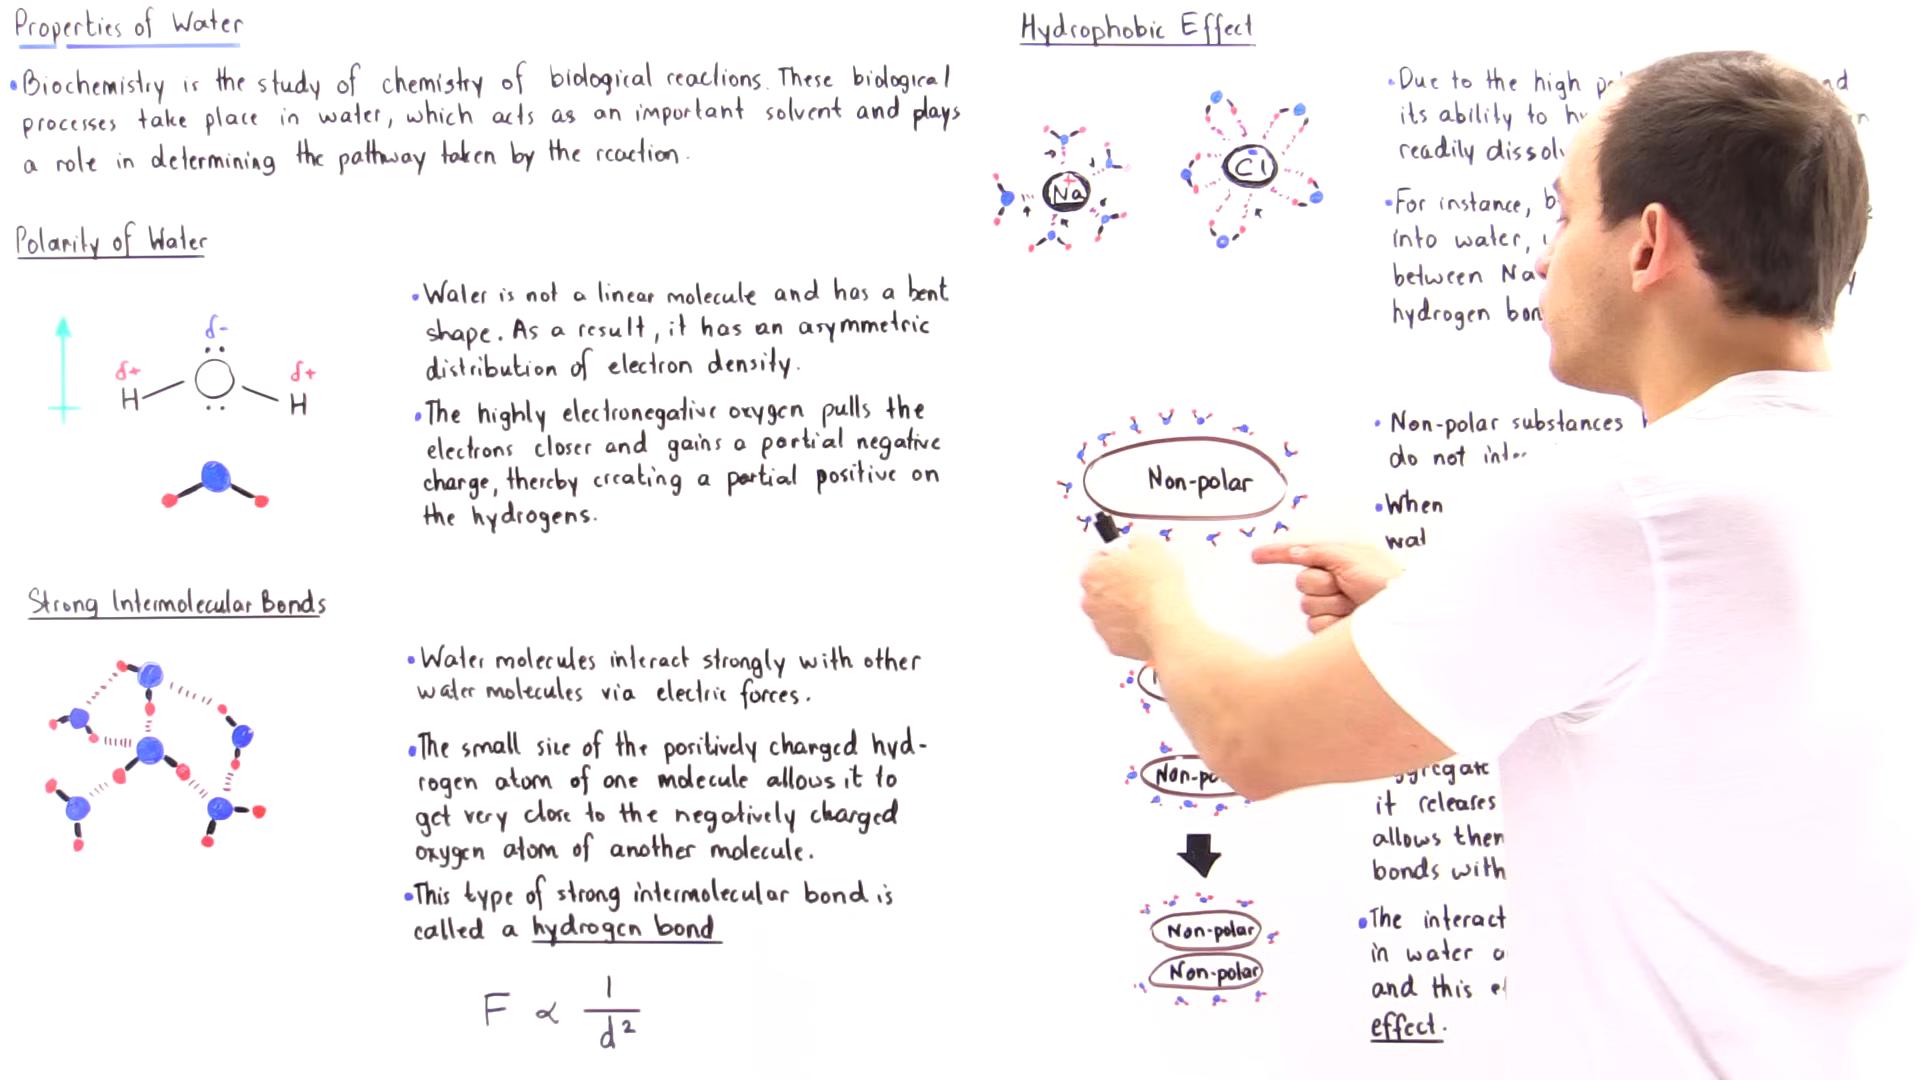 Properties of Water
•Biochemistry is the study of chemistry of biological reactions. These biological
processes take place in water, which acts as an important solvent and plays
a role in determining the pathway taken by the reaction.
Polarity of Water
δ-
δ+
δ+
H
H
•Water is not a linear molecule and has a bent
shape. As a result, it has an asymmetric
distribution of electron density.
•The highly electronegative oxygen pulls the
electrons closer and gains a partial negative
charge, thereby creating a partial positive on
the hydrogens.
Strong Intermolecular Bonds
•Water molecules interact strongly with other
water molecules via electric forces.
•The small size of the positively charged hyd-
rogen atom of one molecule allows it to
get very close to the negatively charged
oxygen atom of another molecule.
•This type of strong intermolecular bond is
called a hydrogen bond
F ∝ 1/d²
Hydrophobic Effect
+
Na
-
Cl
•Due to the high
its ability to
readily
•For instance,
into water,
between Na
hydrogen
Non-polar
•Non-polar substances
do not
•When
Non-polar
Non-polar
it releases
allows
bonds with
•The
in water
and this
effect.